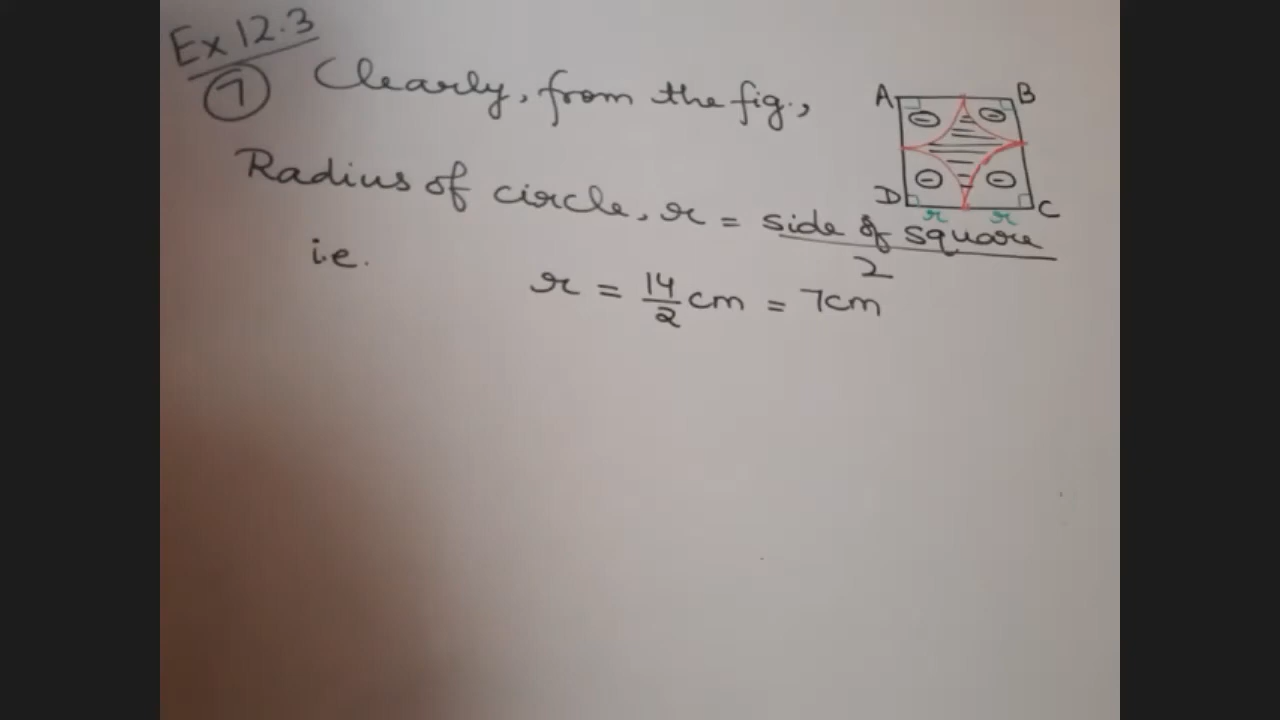 Ex 12.3
7 Clearly, from the fig.,
A B
D C
r r
Radius of circle, r = side of square
2
i.e. r = 14/2 cm = 7cm